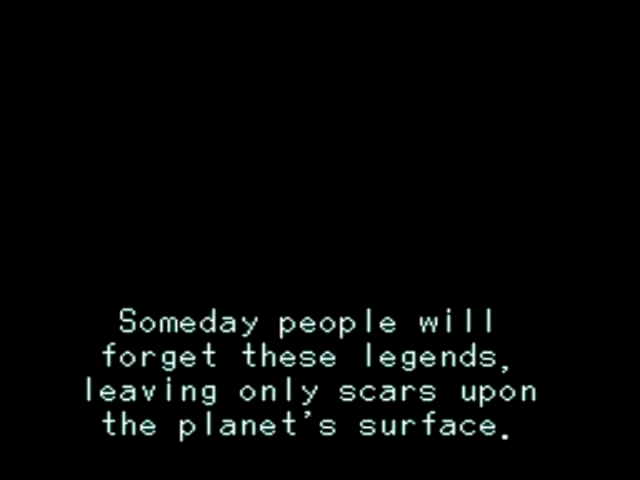 Someday people will
forget these legends,
leaving only scars upon
the planet's surface.